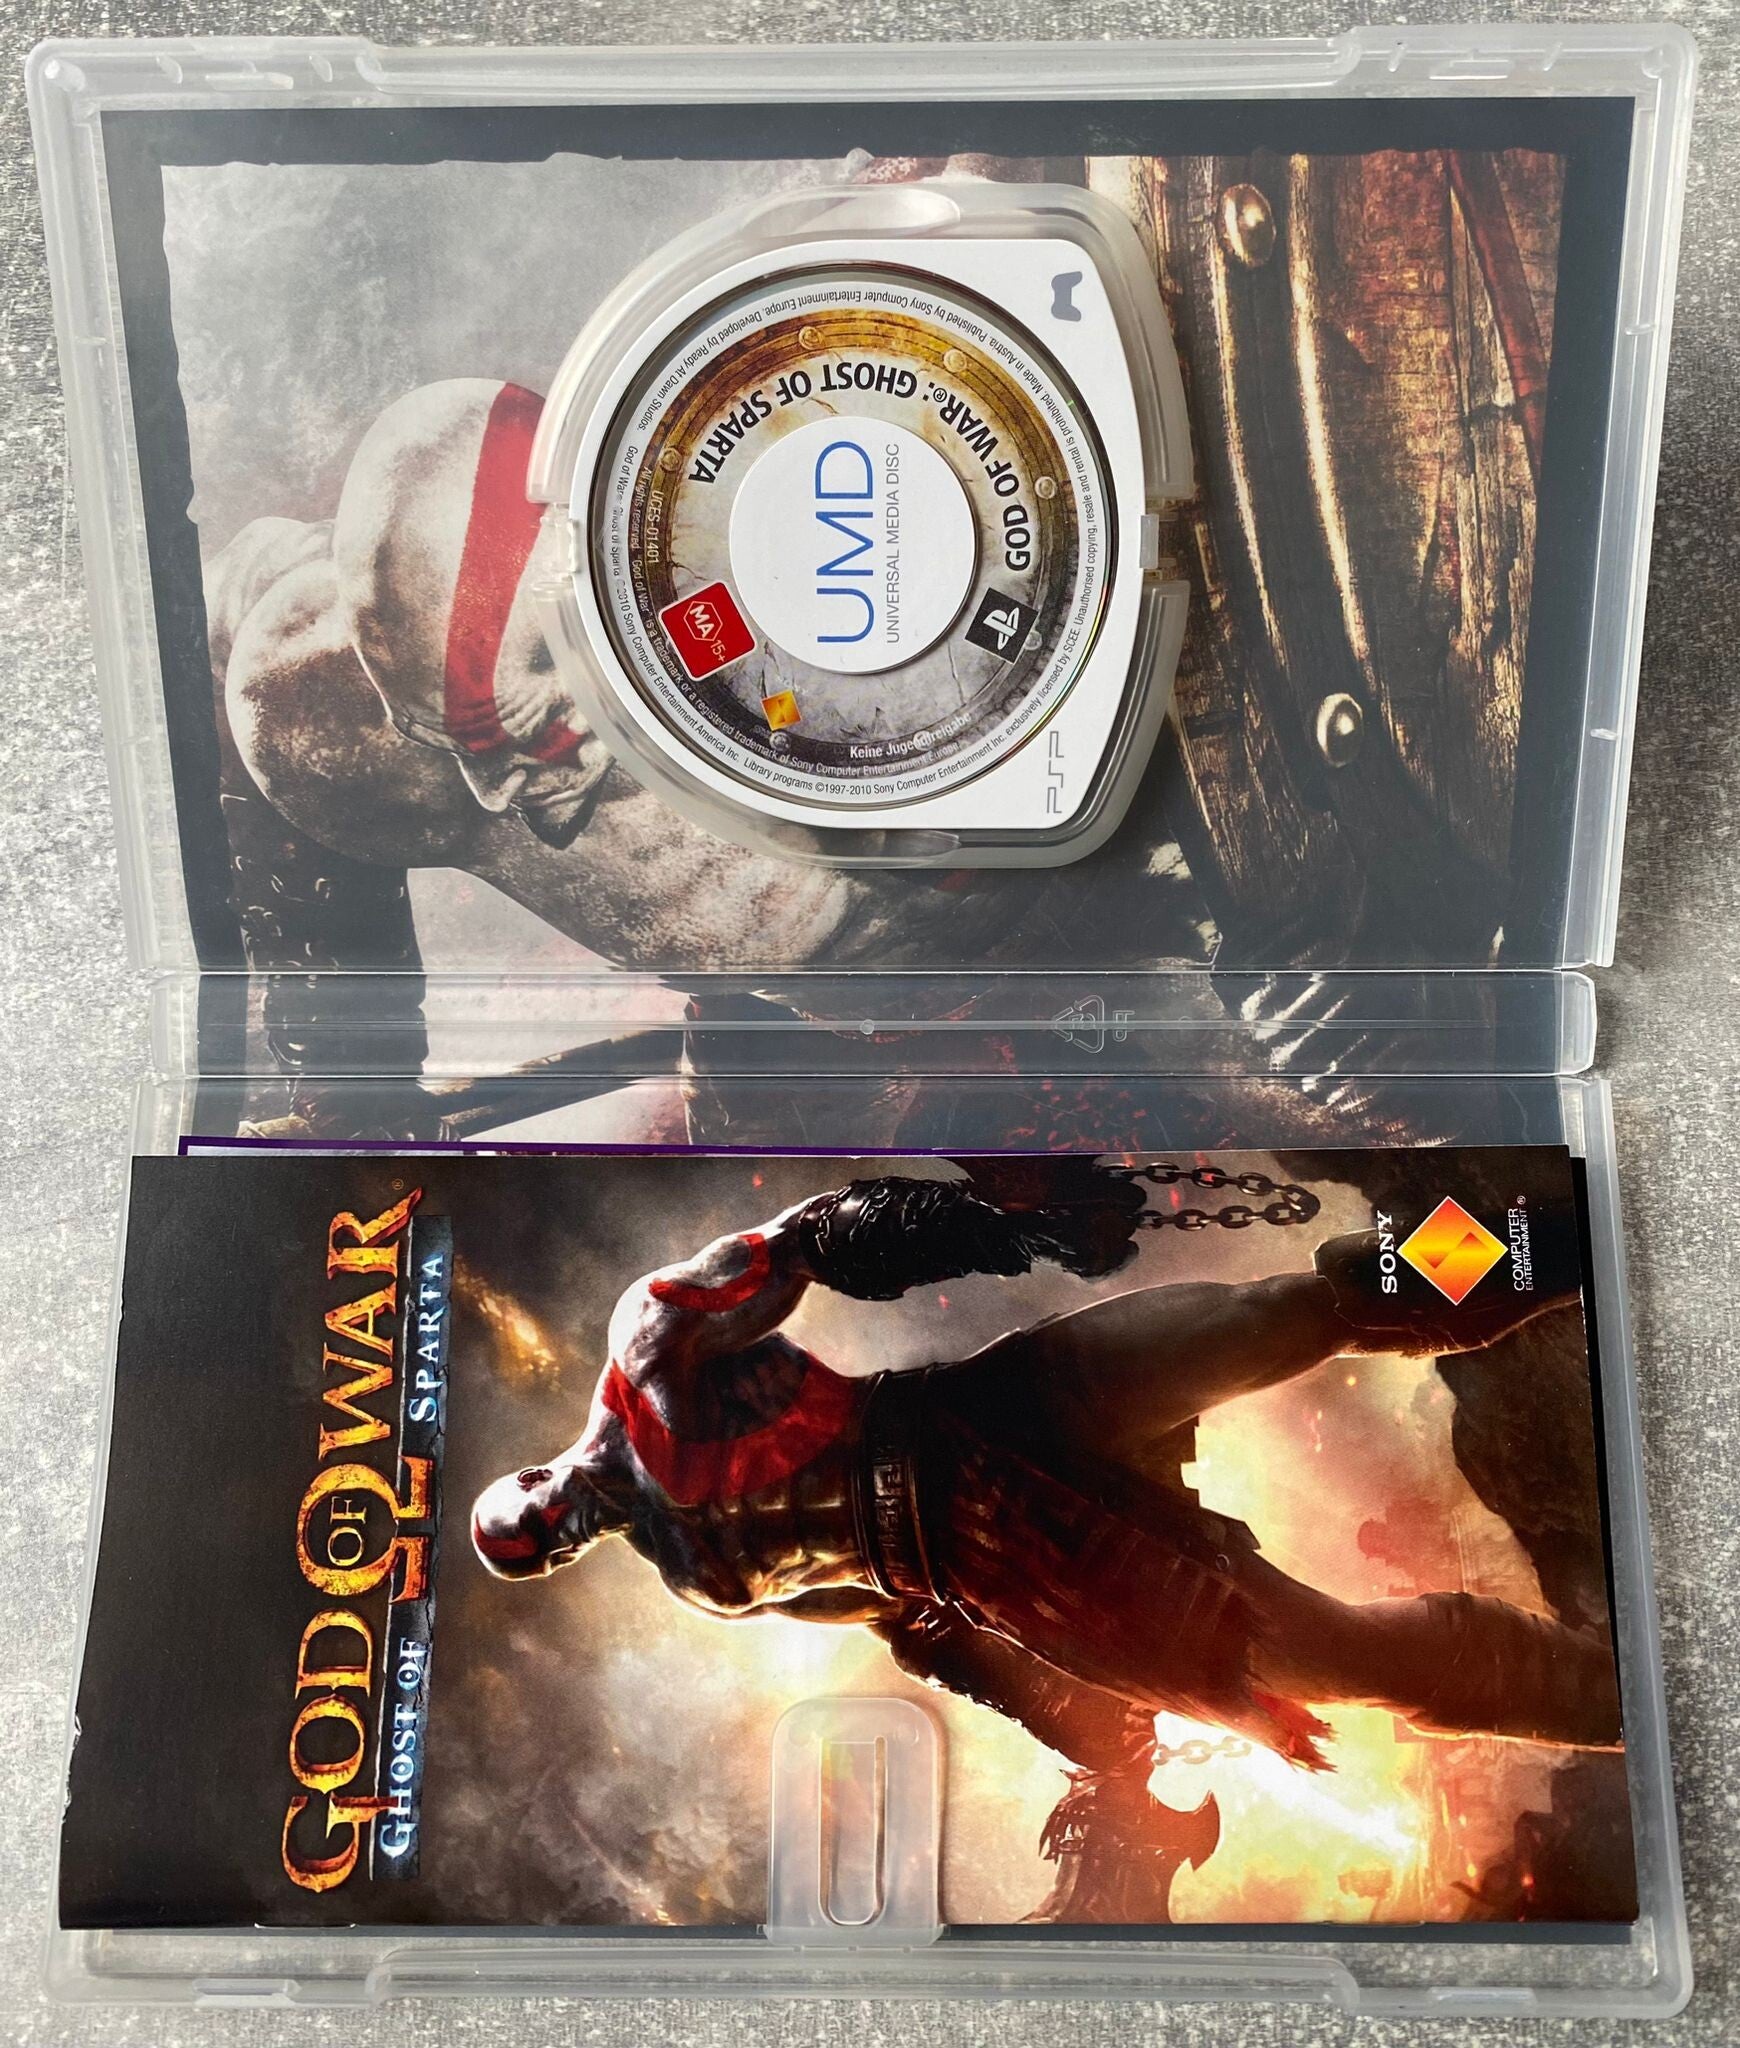 UMD
UNIVERSAL MEDIA DISC
GOD OF WAR®: GHOST OF SPARTA
MA 15+
UCES-01401
Keine Jugendfreigabe
All rights reserved. "God of War" is a trademark or a registered trademark of Sony Computer Entertainment Europe.
God of War®: Ghost of Sparta ©2010 Sony Computer Entertainment America Inc. Library programs ©1997-2010 Sony Computer Entertainment Inc. exclusively licensed by SCEE. Unauthorised copying, resale and rental is prohibited. Made in Austria. Published by Sony Computer Entertainment Europe. Developed by Ready At Dawn Studios.
PSP
GOD OF WAR®
GHOST OF SPARTA
SONY
COMPUTER
ENTERTAINMENT®